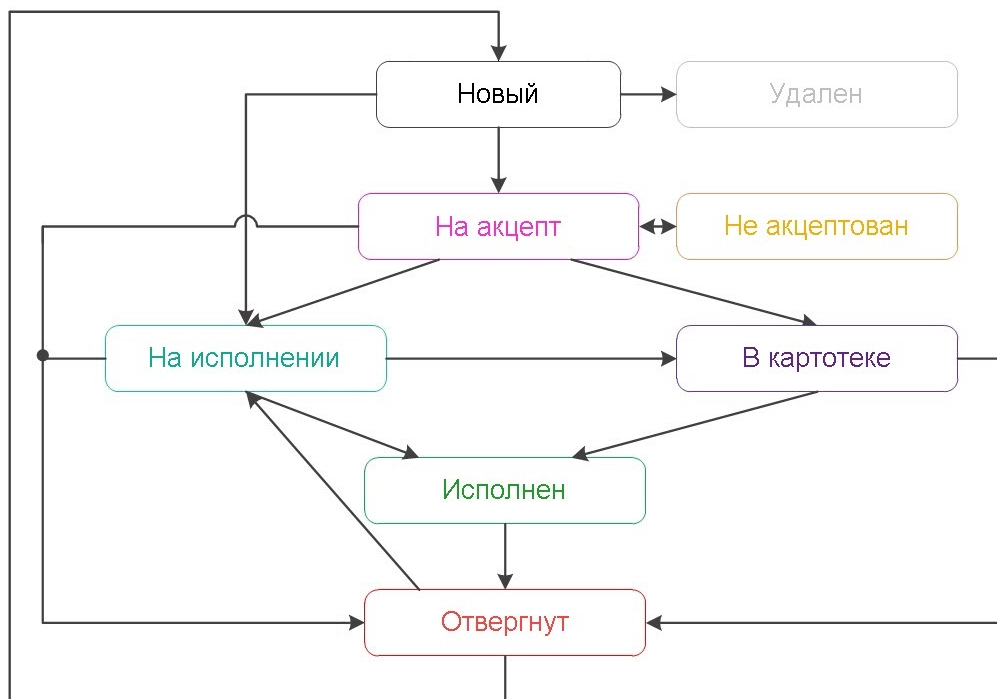 Новый
Удален
На акцепт
Не акцептован
На исполнении
В картотеке
Исполнен
Отвергнут